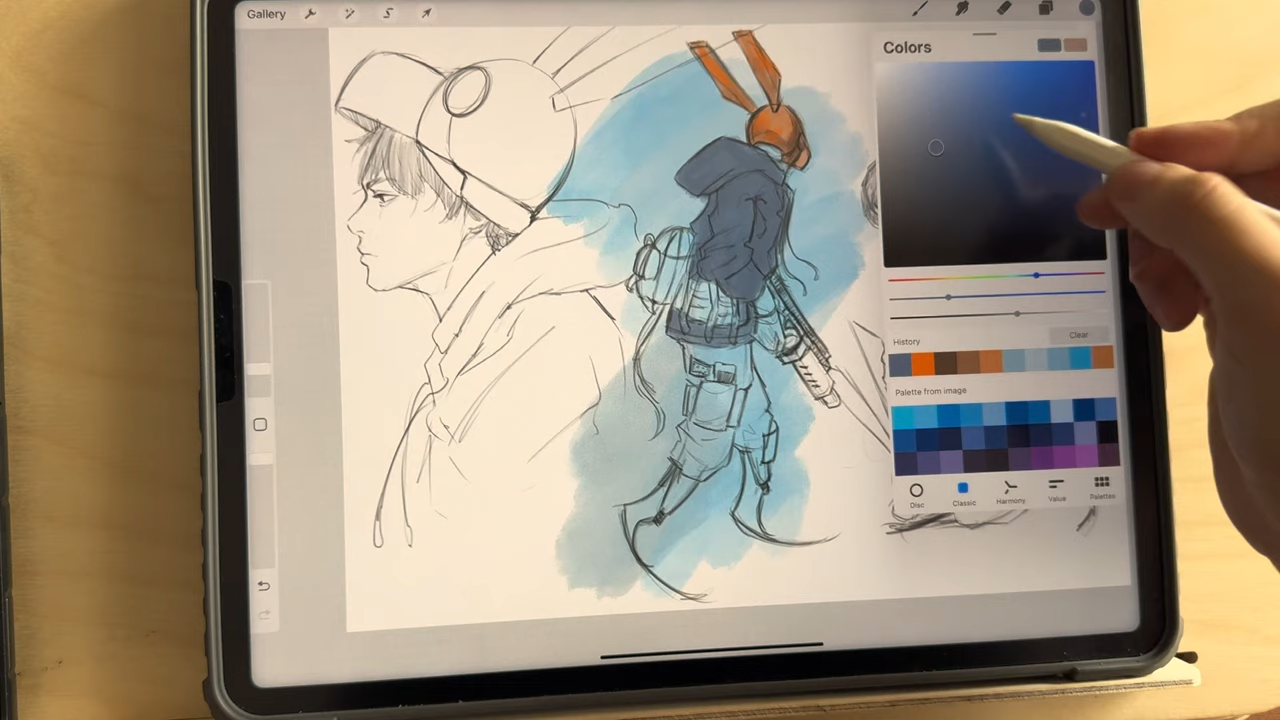 Gallery
Colors
Clear
History
Palette from image
Disc
Classic
Harmony
Value
Palettes